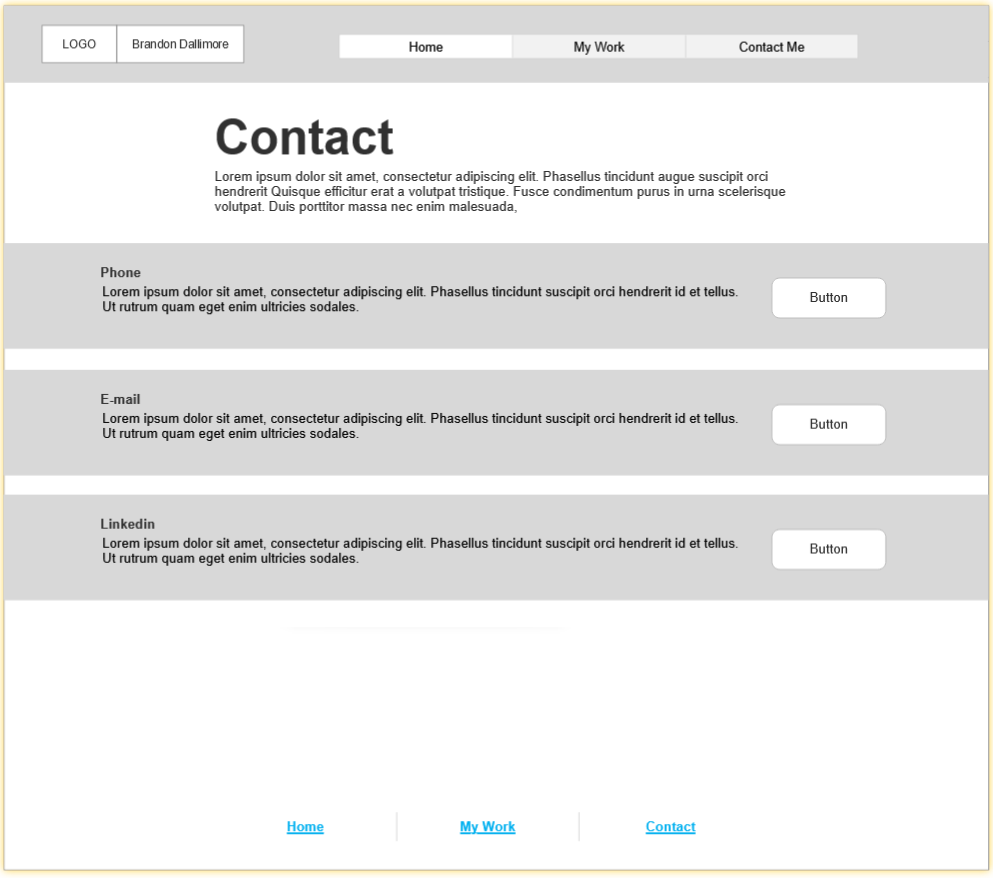 LOGO Brandon Dallimore Home My Work Contact Me
Contact
Lorem ipsum dolor sit amet, consectetur adipiscing elit. Phasellus tincidunt augue suscipit orci
hendrerit Quisque efficitur erat a volutpat tristique. Fusce condimentum purus in urna scelerisque
volutpat. Duis porttitor massa nec enim malesuada,
Phone
Lorem ipsum dolor sit amet, consectetur adipiscing elit. Phasellus tincidunt suscipit orci hendrerit id et tellus.
Ut rutrum quam eget enim ultricies sodales.
Button
E-mail
Lorem ipsum dolor sit amet, consectetur adipiscing elit. Phasellus tincidunt suscipit orci hendrerit id et tellus.
Ut rutrum quam eget enim ultricies sodales.
Button
Linkedin
Lorem ipsum dolor sit amet, consectetur adipiscing elit. Phasellus tincidunt suscipit orci hendrerit id et tellus.
Ut rutrum quam eget enim ultricies sodales.
Button
Home My Work Contact